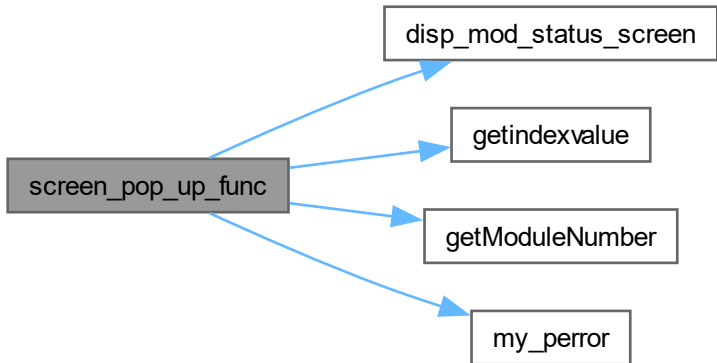 disp_mod_status_screen
getindexvalue
screen_pop_up_func
getModuleNumber
my_perror